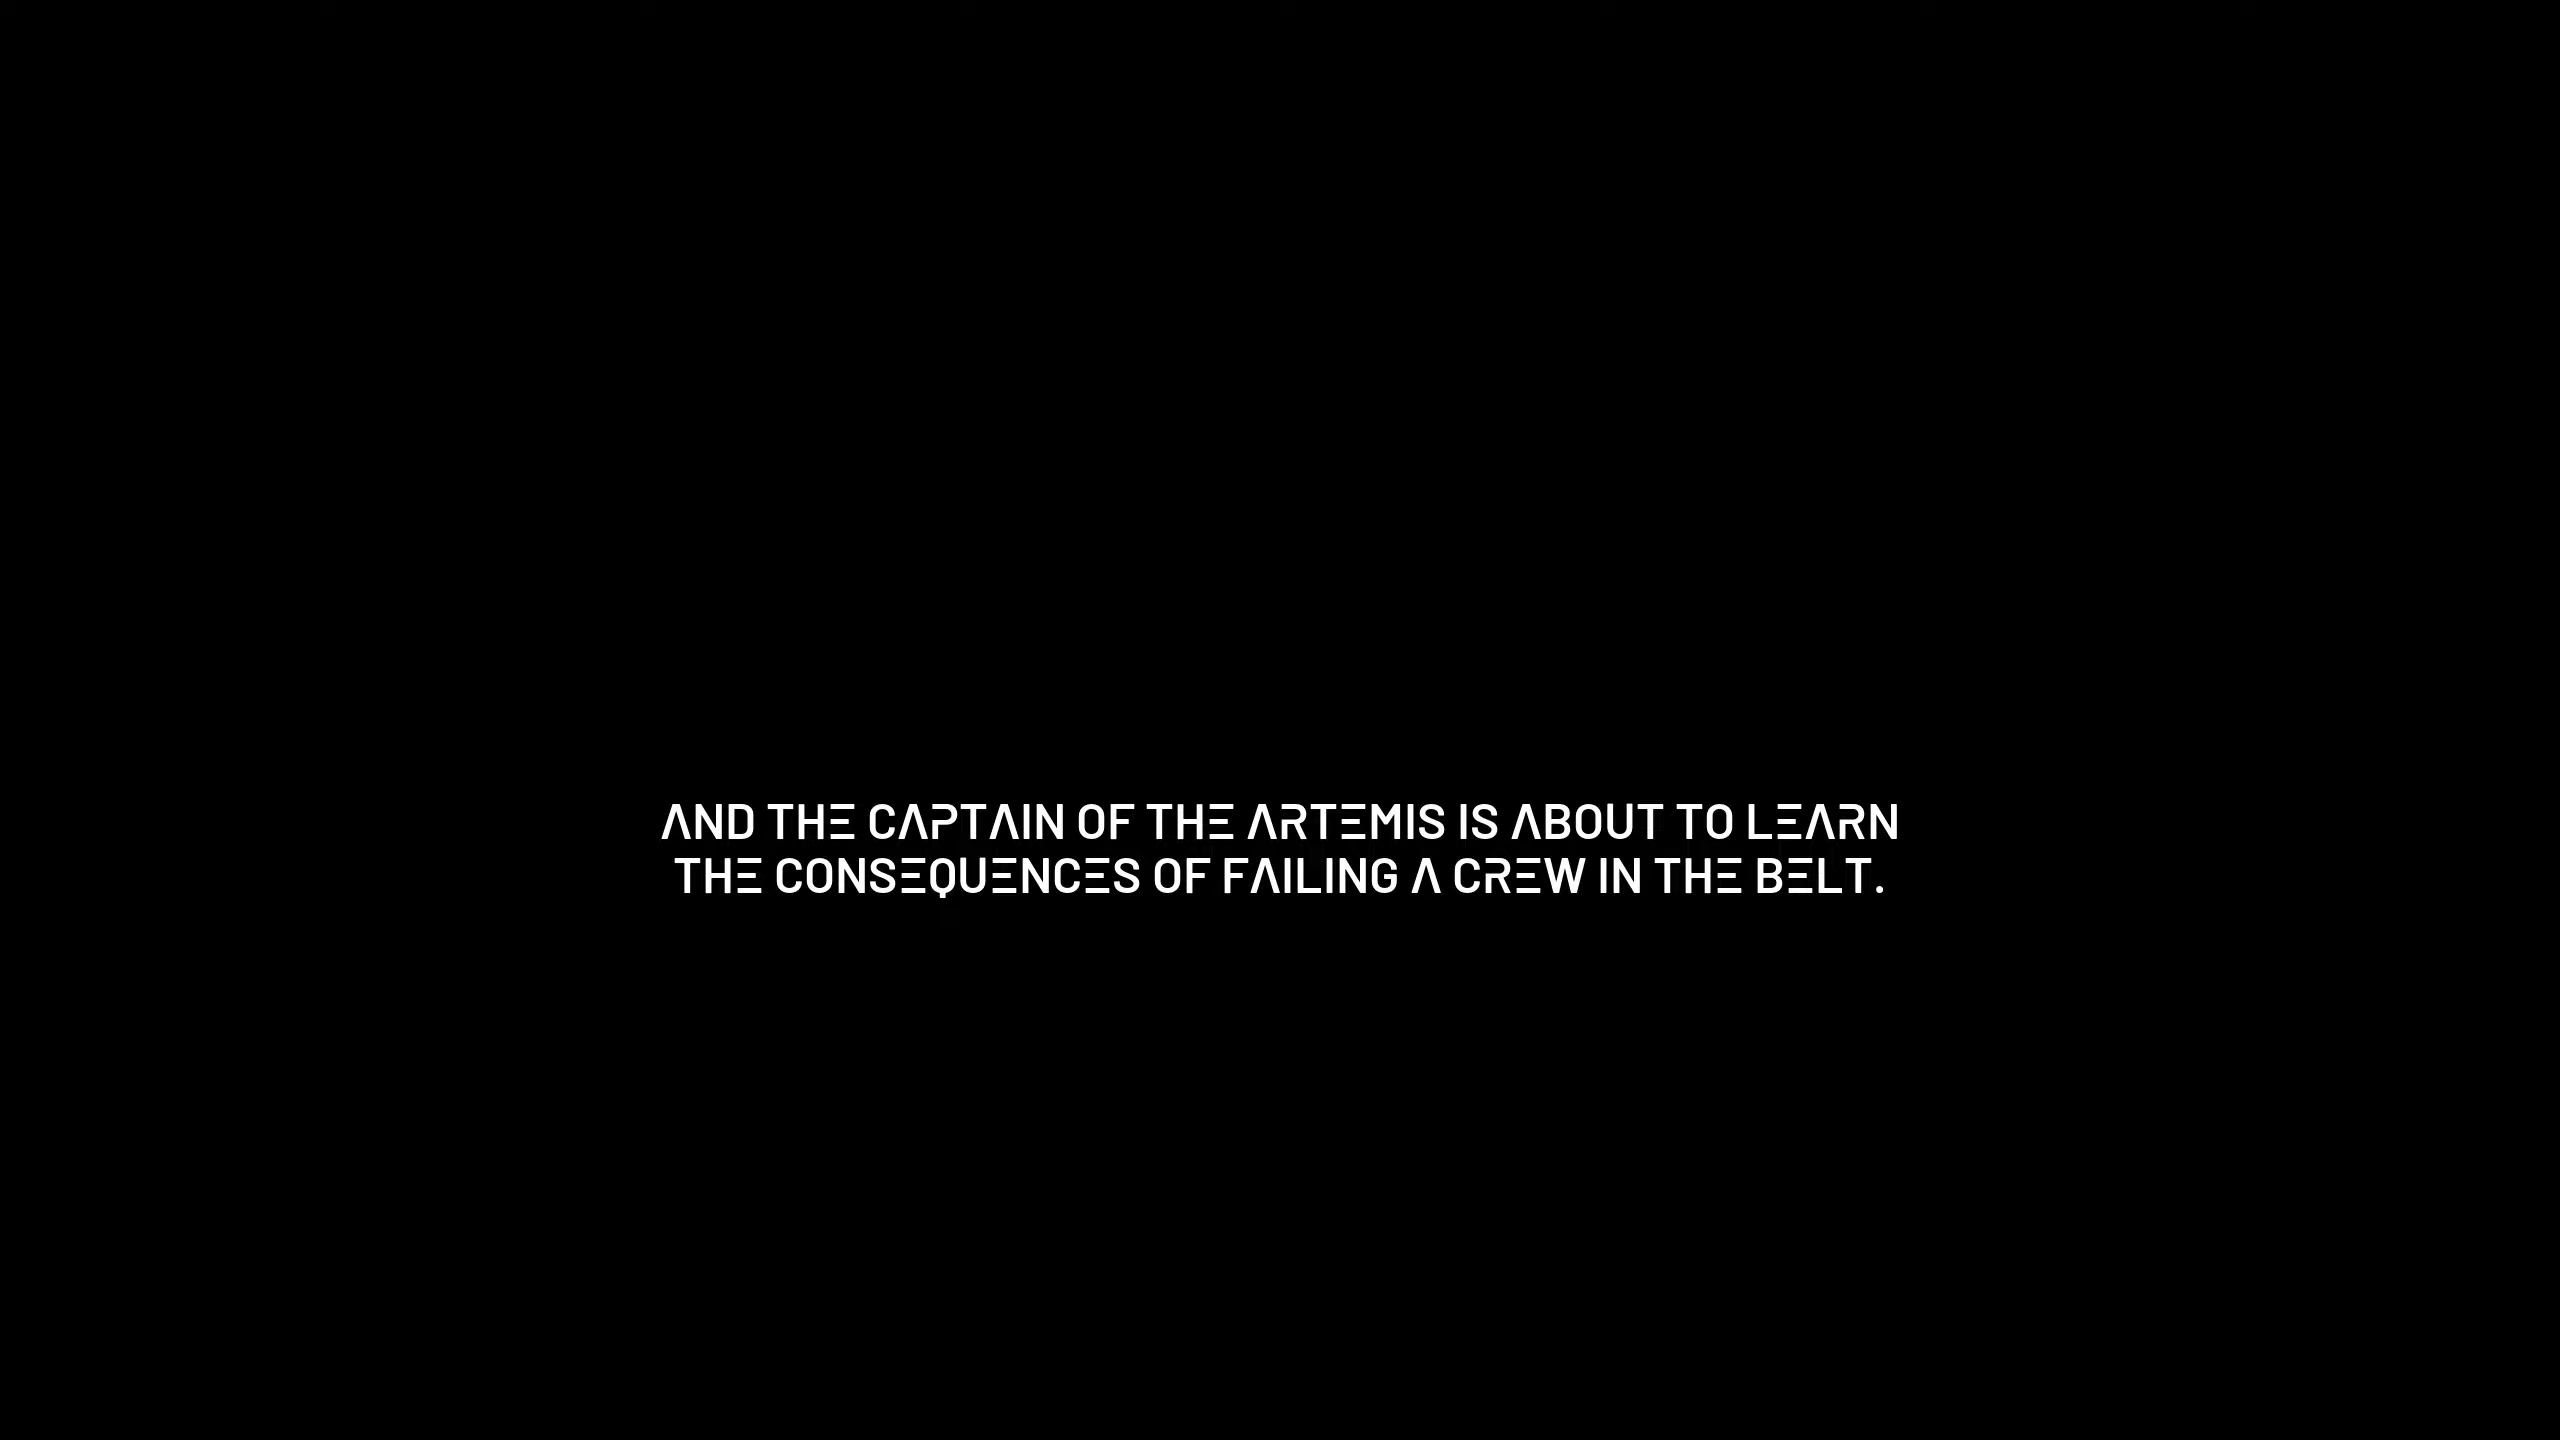 AND THE CAPTAIN OF THE ARTEMIS IS ABOUT TO LEARN
THE CONSEQUENCES OF FAILING A CREW IN THE BELT.